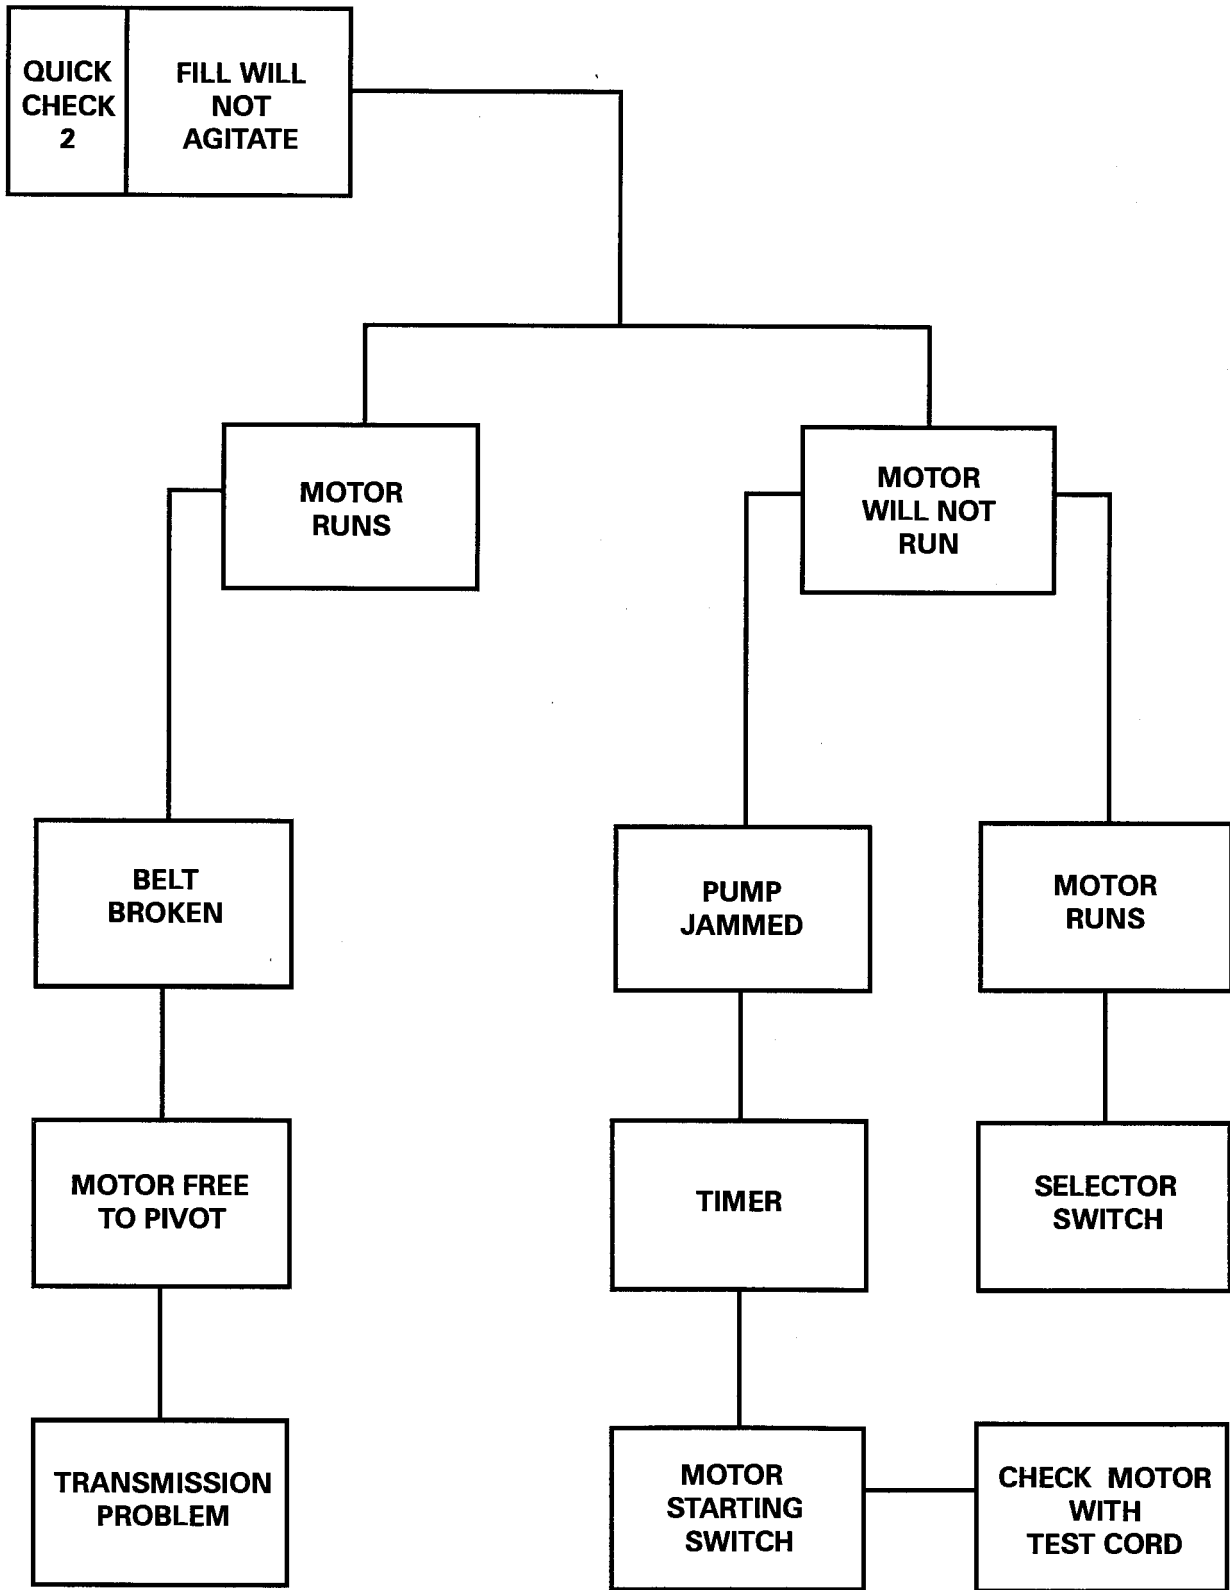 QUICK
CHECK
2
FILL WILL
NOT
AGITATE
MOTOR
RUNS
MOTOR
WILL NOT
RUN
BELT
BROKEN
PUMP
JAMMED
MOTOR
RUNS
MOTOR FREE
TO PIVOT
TIMER
SELECTOR
SWITCH
TRANSMISSION
PROBLEM
MOTOR
STARTING
SWITCH
CHECK MOTOR
WITH
TEST CORD